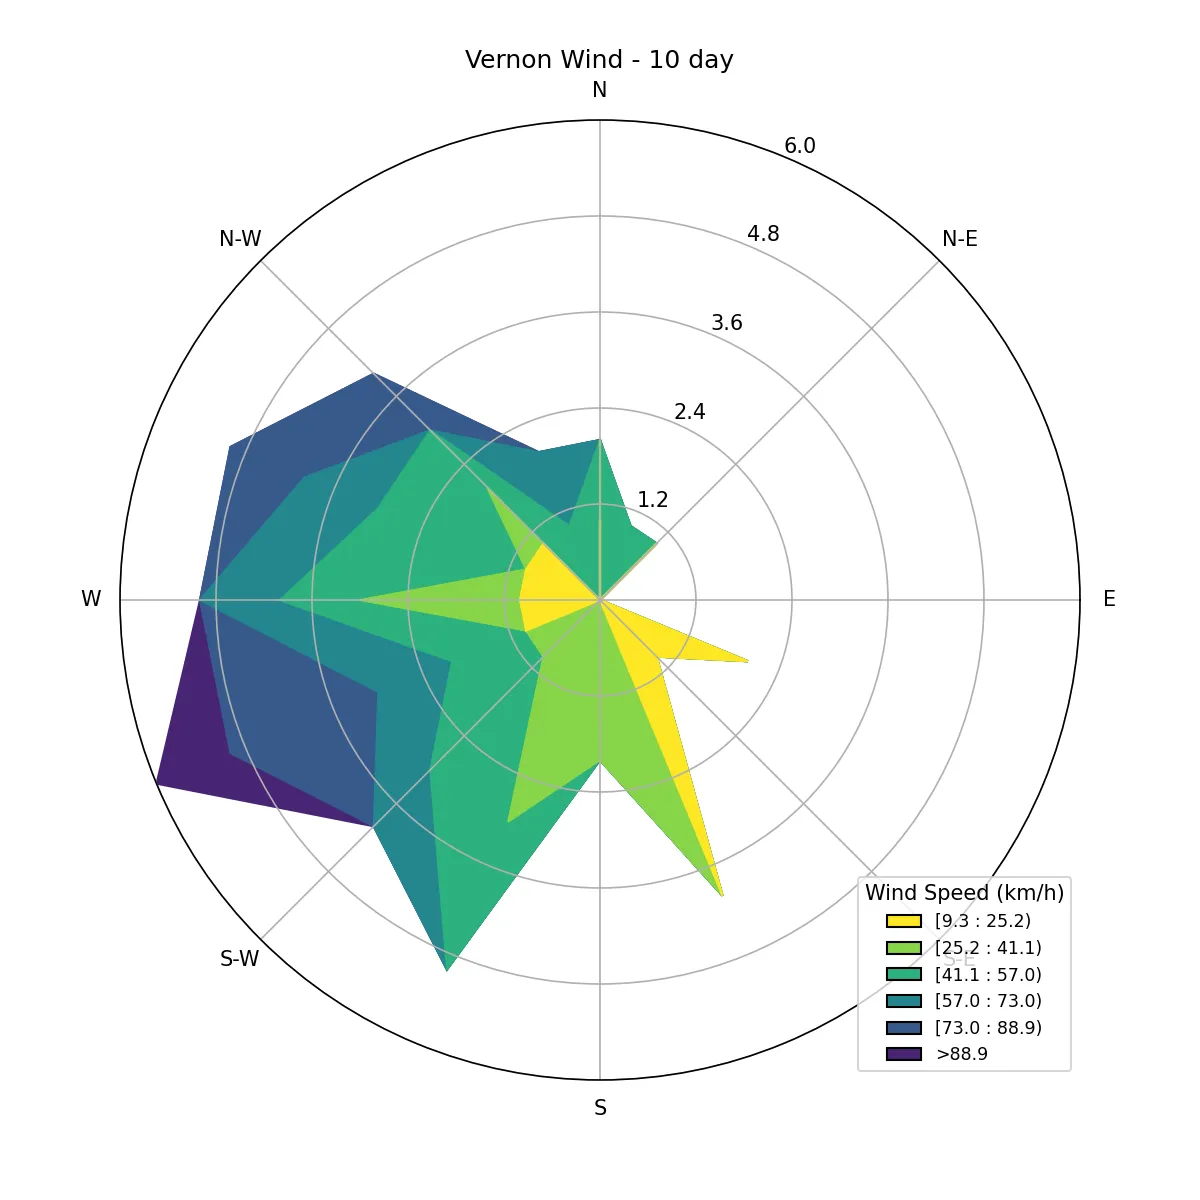 Vernon Wind - 10 day
N
6.0
N-W
N-E
4.8
3.6
2.4
1.2
W
E
S-W
S-E
S
Wind Speed (km/h)
[9.3 : 25.2)
[25.2 : 41.1)
[41.1 : 57.0)
[57.0 : 73.0)
[73.0 : 88.9)
>88.9